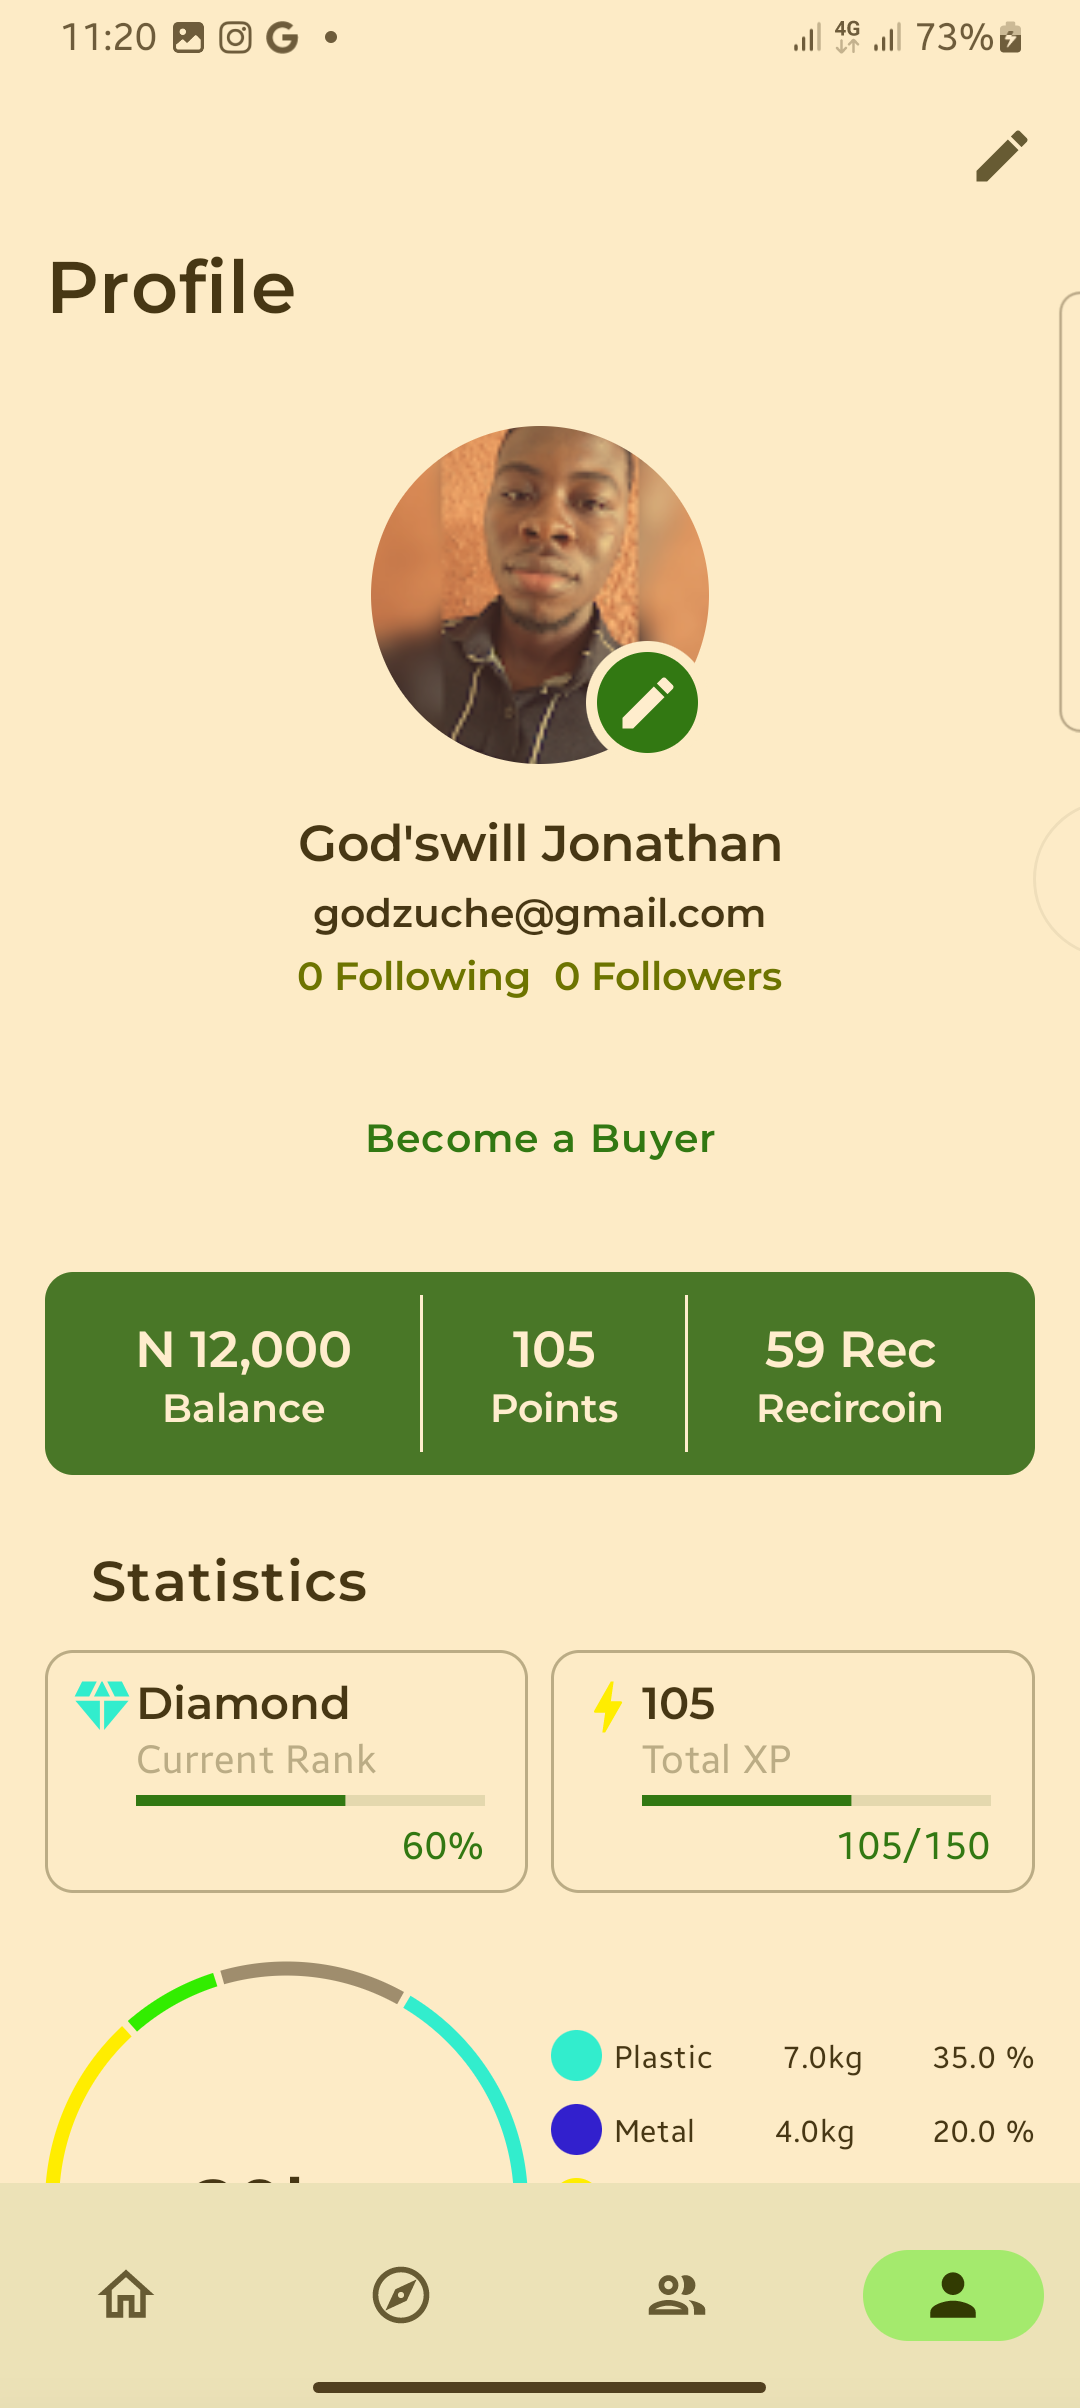 11:20 4G 73%
Profile
God'swill Jonathan
godzuche@gmail.com
0 Following 0 Followers
Become a Buyer
N 12,000 105 59 Rec
Balance Points Recircoin
Statistics
Diamond
Current Rank
60%
105
Total XP
105/150
Plastic 7.0kg 35.0 %
Metal 4.0kg 20.0 %